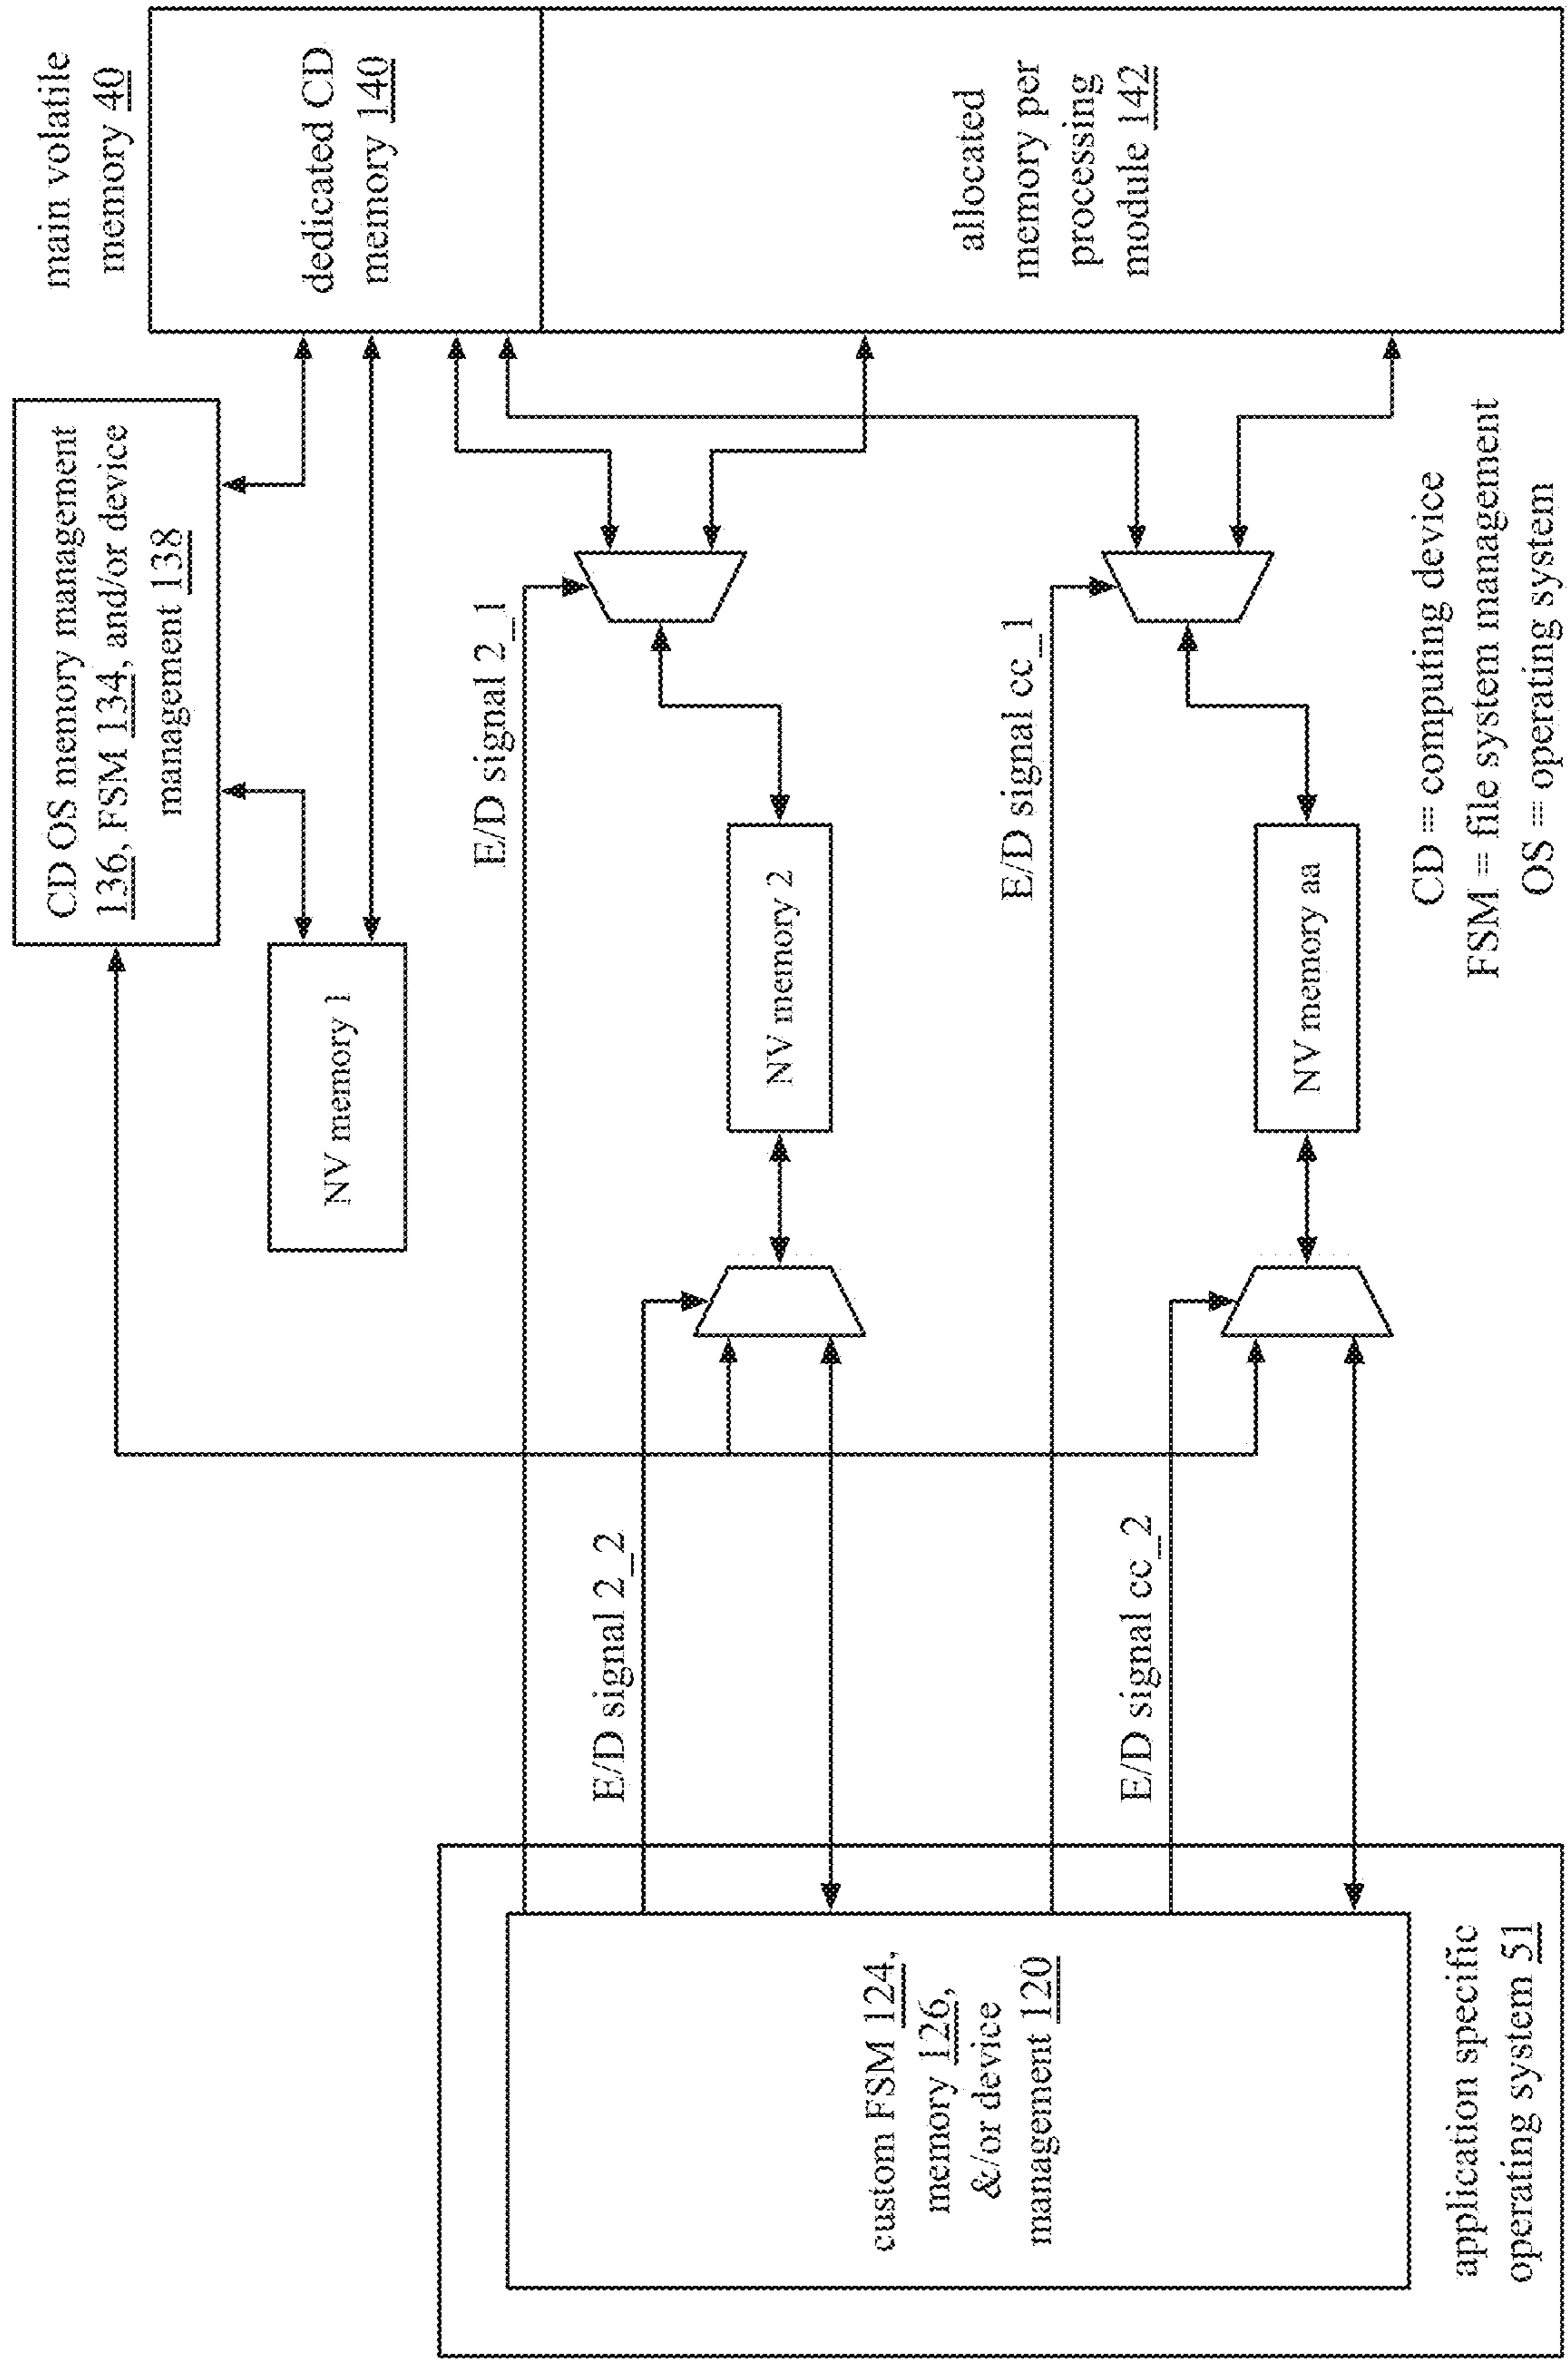 main volatile
memory 40
dedicated CD
memory 140
allocated
memory per
processing
module 142
CD OS memory management
136, FSM 134, and/or device
management 138
NV memory 1
E/D signal 2_1
NV memory 2
E/D signal 2_2
E/D signal cc_1
NV memory aa
E/D signal cc_2
custom FSM 124,
memory 126,
&/or device
management 120
application specific
operating system 51
CD = computing device
FSM = file system management
OS = operating system